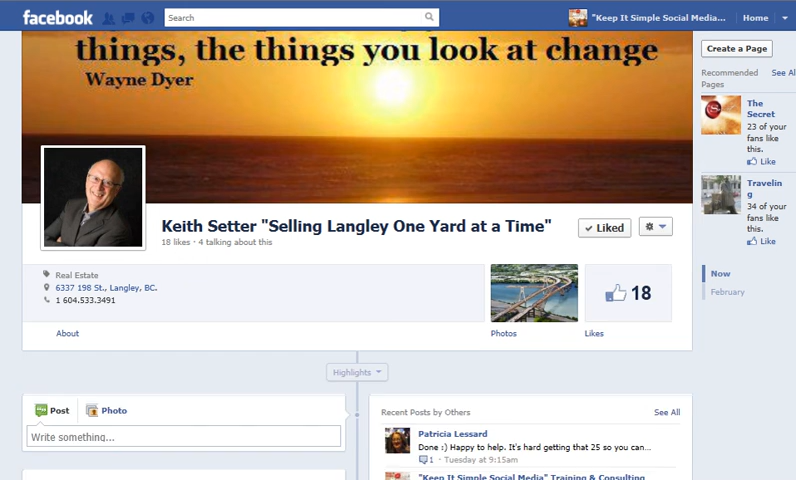 facebook
Search
"Keep It Simple Social Media...
Home
things, the things you look at change
Wayne Dyer
Create a Page
Recommended Pages
See Al
The Secret
23 of your fans like this.
Like
Traveling
34 of your fans like this.
Like
Now
February
Keith Setter "Selling Langley One Yard at a Time"
18 likes · 4 talking about this
Liked
Real Estate
6337 198 St., Langley, BC.
1 604.533.3491
18
About
Photos
Likes
Highlights
Post
Photo
Write something...
Recent Posts by Others
See All
Patricia Lessard
Done :) Happy to help. It's hard getting that 25 so you can...
1 · Tuesday at 9:15am
"Keep It Simple Social Media" Training & Consulting